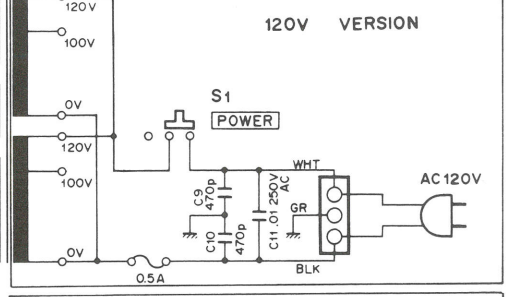 120V
100V
120V VERSION
0V
120V
100V
0V
S1
POWER
WHT
C9
470p
GR
C10
470p
C11 .01 250V
AC
AC120V
BLK
0.5A